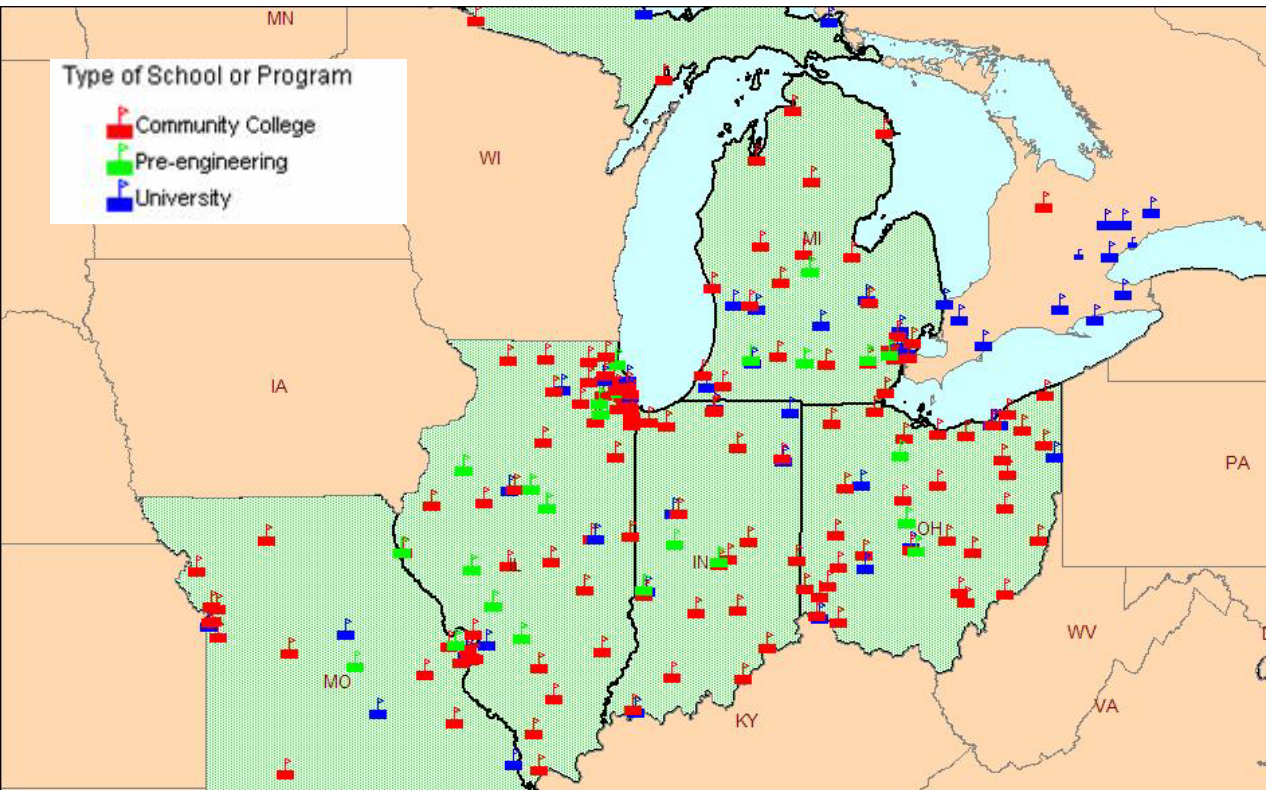 MN
Type of School or Program
Community College
Pre-engineering
University
WI
MI
IA
PA
OH
IL
IN
WV
MO
VA
KY